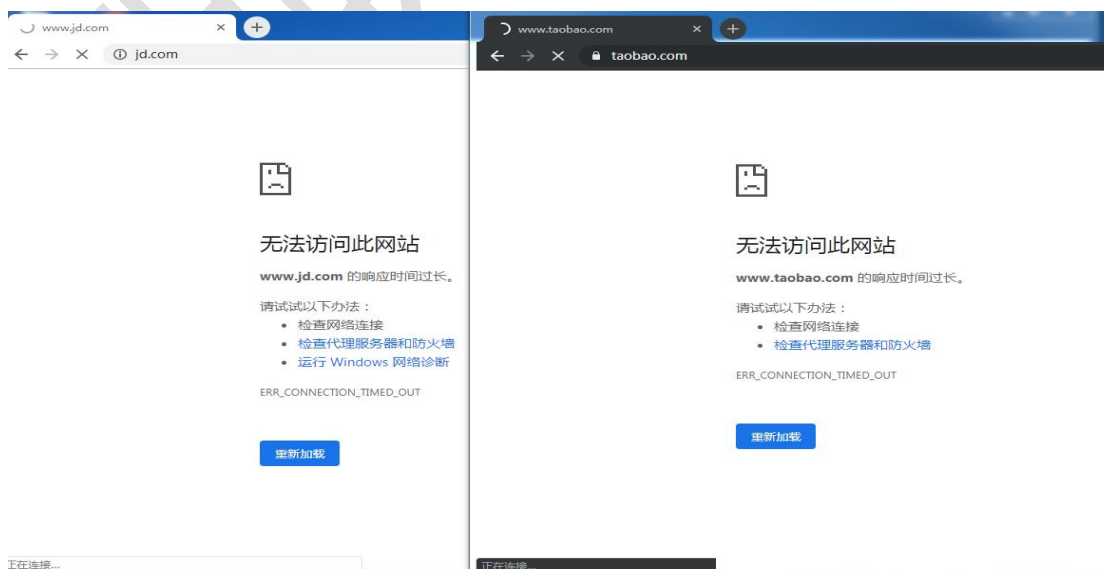 www.jd.com
jd.com
无法访问此网站
www.jd.com 的响应时间过长。
请试试以下办法：
• 检查网络连接
• 检查代理服务器和防火墙
• 运行 Windows 网络诊断
ERR_CONNECTION_TIMED_OUT
重新加载
正在连接...
www.taobao.com
taobao.com
无法访问此网站
www.taobao.com 的响应时间过长。
请试试以下办法：
• 检查网络连接
• 检查代理服务器和防火墙
ERR_CONNECTION_TIMED_OUT
重新加载
正在连接...